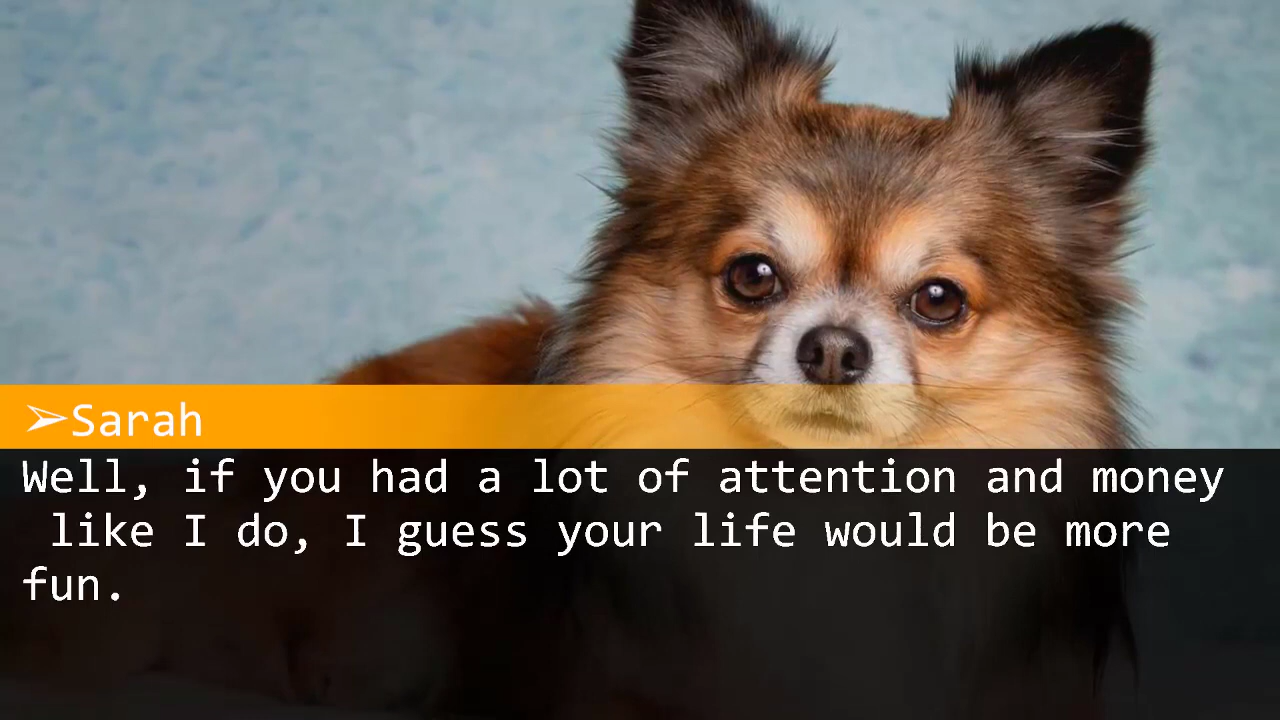 ➢Sarah
Well, if you had a lot of attention and money
like I do, I guess your life would be more
fun.